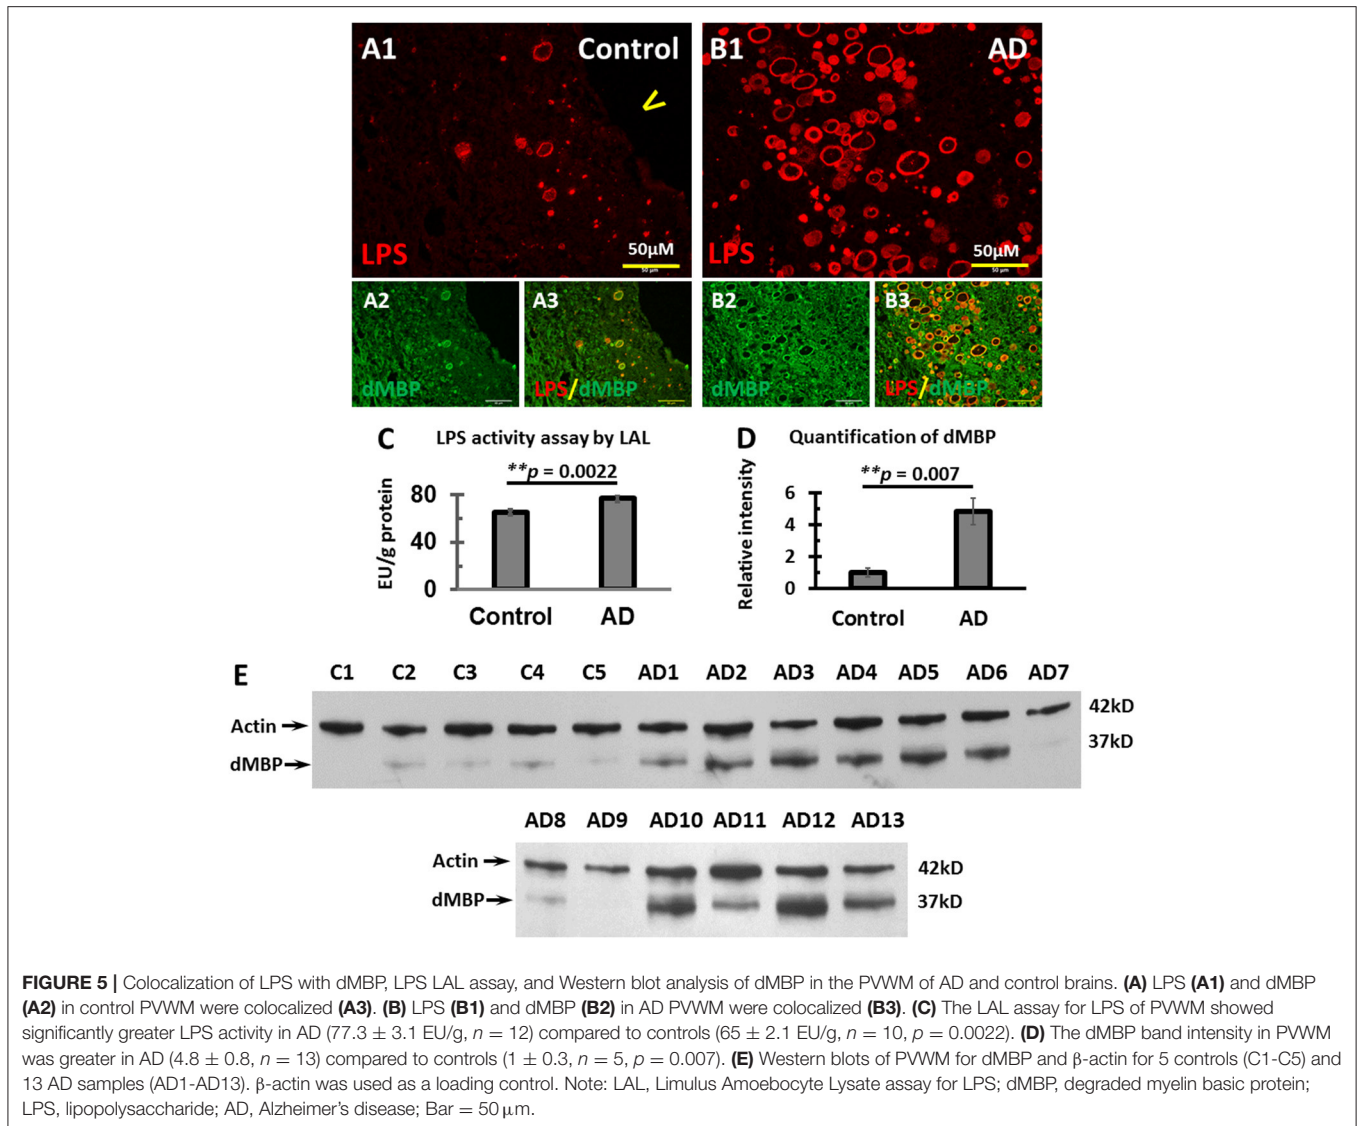 A1 Control
LPS
50μM
50 μm
B1 AD
LPS
50μM
50 μm
A2
dMBP
A3
LPS/dMBP
B2
dMBP
B3
LPS/dMBP
C LPS activity assay by LAL
**p = 0.0022
EU/g protein
80
40
0
Control AD
D Quantification of dMBP
**p = 0.007
Relative intensity
6
4
2
0
Control AD
E C1 C2 C3 C4 C5 AD1 AD2 AD3 AD4 AD5 AD6 AD7
Actin 42kD
dMBP 37kD
AD8 AD9 AD10 AD11 AD12 AD13
Actin 42kD
dMBP 37kD
FIGURE 5 | Colocalization of LPS with dMBP, LPS LAL assay, and Western blot analysis of dMBP in the PVWM of AD and control brains. (A) LPS (A1) and dMBP
(A2) in control PVWM were colocalized (A3). (B) LPS (B1) and dMBP (B2) in AD PVWM were colocalized (B3). (C) The LAL assay for LPS of PVWM showed
significantly greater LPS activity in AD (77.3 ± 3.1 EU/g, n = 12) compared to controls (65 ± 2.1 EU/g, n = 10, p = 0.0022). (D) The dMBP band intensity in PVWM
was greater in AD (4.8 ± 0.8, n = 13) compared to controls (1 ± 0.3, n = 5, p = 0.007). (E) Western blots of PVWM for dMBP and β-actin for 5 controls (C1-C5) and
13 AD samples (AD1-AD13). β-actin was used as a loading control. Note: LAL, Limulus Amoebocyte Lysate assay for LPS; dMBP, degraded myelin basic protein;
LPS, lipopolysaccharide; AD, Alzheimer's disease; Bar = 50 μm.